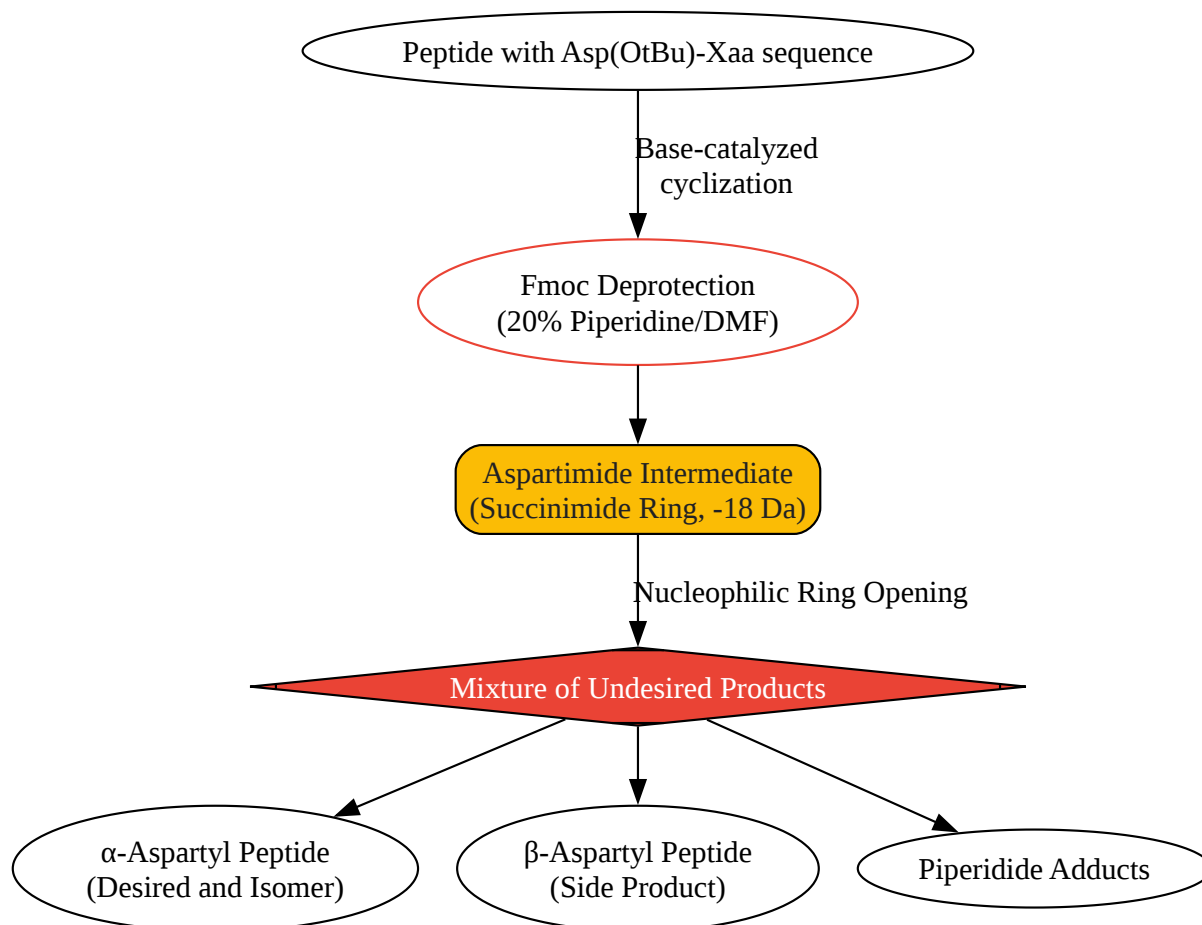 Peptide with Asp(OtBu)-Xaa sequence
Base-catalyzed
cyclization
Fmoc Deprotection
(20% Piperidine/DMF)
Aspartimide Intermediate
(Succinimide Ring, -18 Da)
Nucleophilic Ring Opening
Mixture of Undesired Products
α-Aspartyl Peptide
(Desired and Isomer)
β-Aspartyl Peptide
(Side Product)
Piperidide Adducts